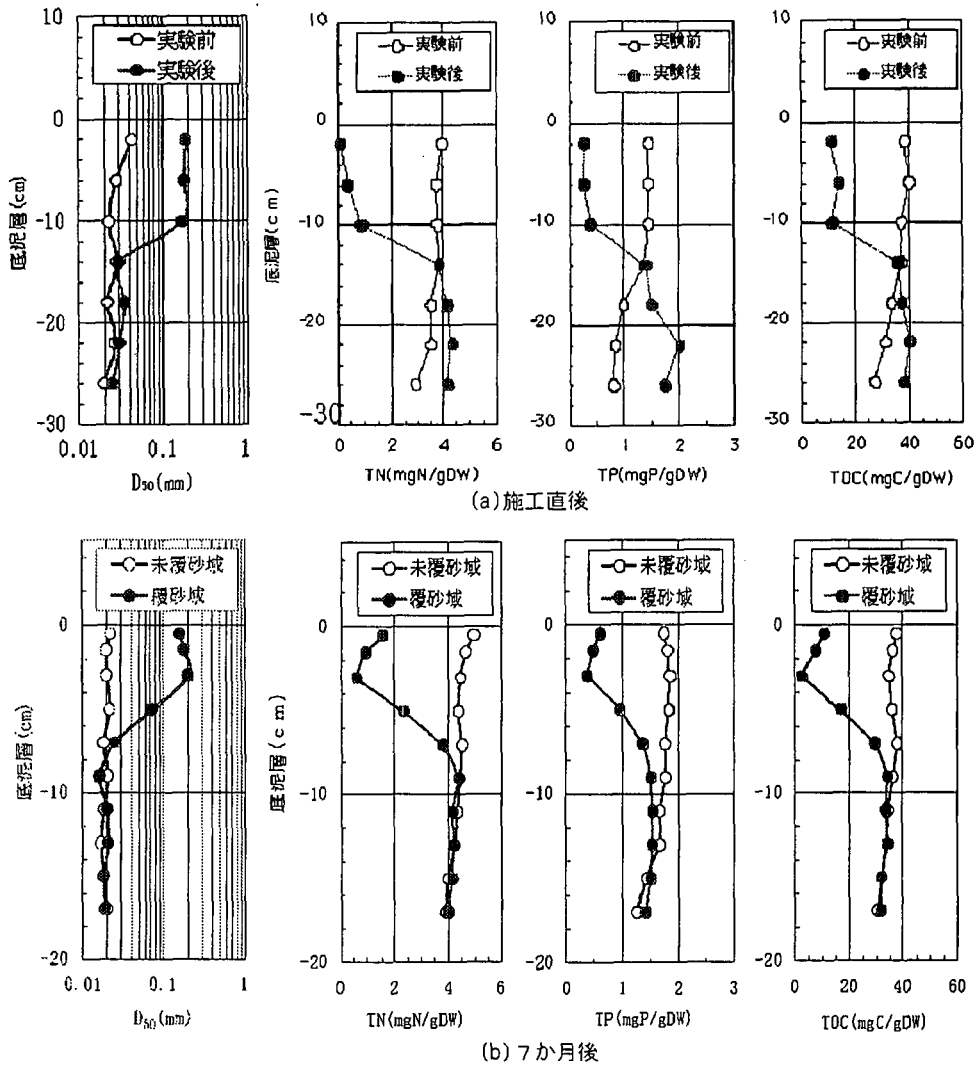 10
0
-10
-20
-30
底泥層(cm)
実験前
実験後
0.01 0.1 1
D50(mm)
10
0
-10
-20
-30
底泥層(cm)
実験前
実験後
0 2 4 6
TN(mgN/gDW)
10
0
-10
-20
-30
実験前
実験後
0 1 2 3
TP(mgP/gDW)
10
0
-10
-20
-30
実験前
実験後
0 20 40 60
TOC(mgC/gDW)
(a)施工直後
0
-10
-20
底泥層(cm)
未覆砂域
覆砂域
0.01 0.1 1
D50(mm)
0
-10
-20
底泥層(cm)
未覆砂域
覆砂域
0 2 4 6
TN(mgN/gDW)
0
-10
-20
未覆砂域
覆砂域
0 1 2 3
TP(mgP/gDW)
0
-10
-20
未覆砂域
覆砂域
0 20 40 60
TOC(mgC/gDW)
(b)7か月後